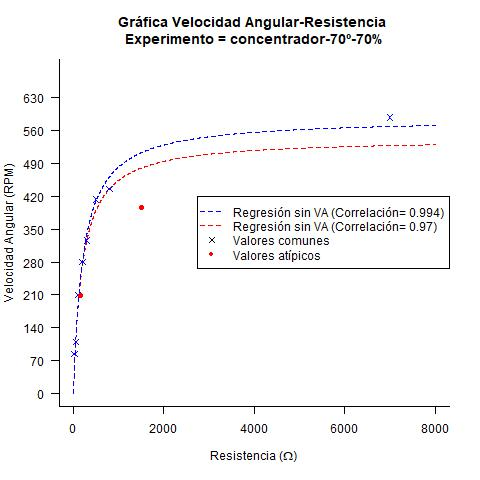 Gráfica Velocidad Angular-Resistencia
Experimento = concentrador-70º-70%
Velocidad Angular (RPM)
630
560
490
420
350
280
210
140
70
0
Regresión sin VA (Correlación= 0.994)
Regresión sin VA (Correlación= 0.97)
Valores comunes
Valores atípicos
0 2000 4000 6000 8000
Resistencia (Ω)